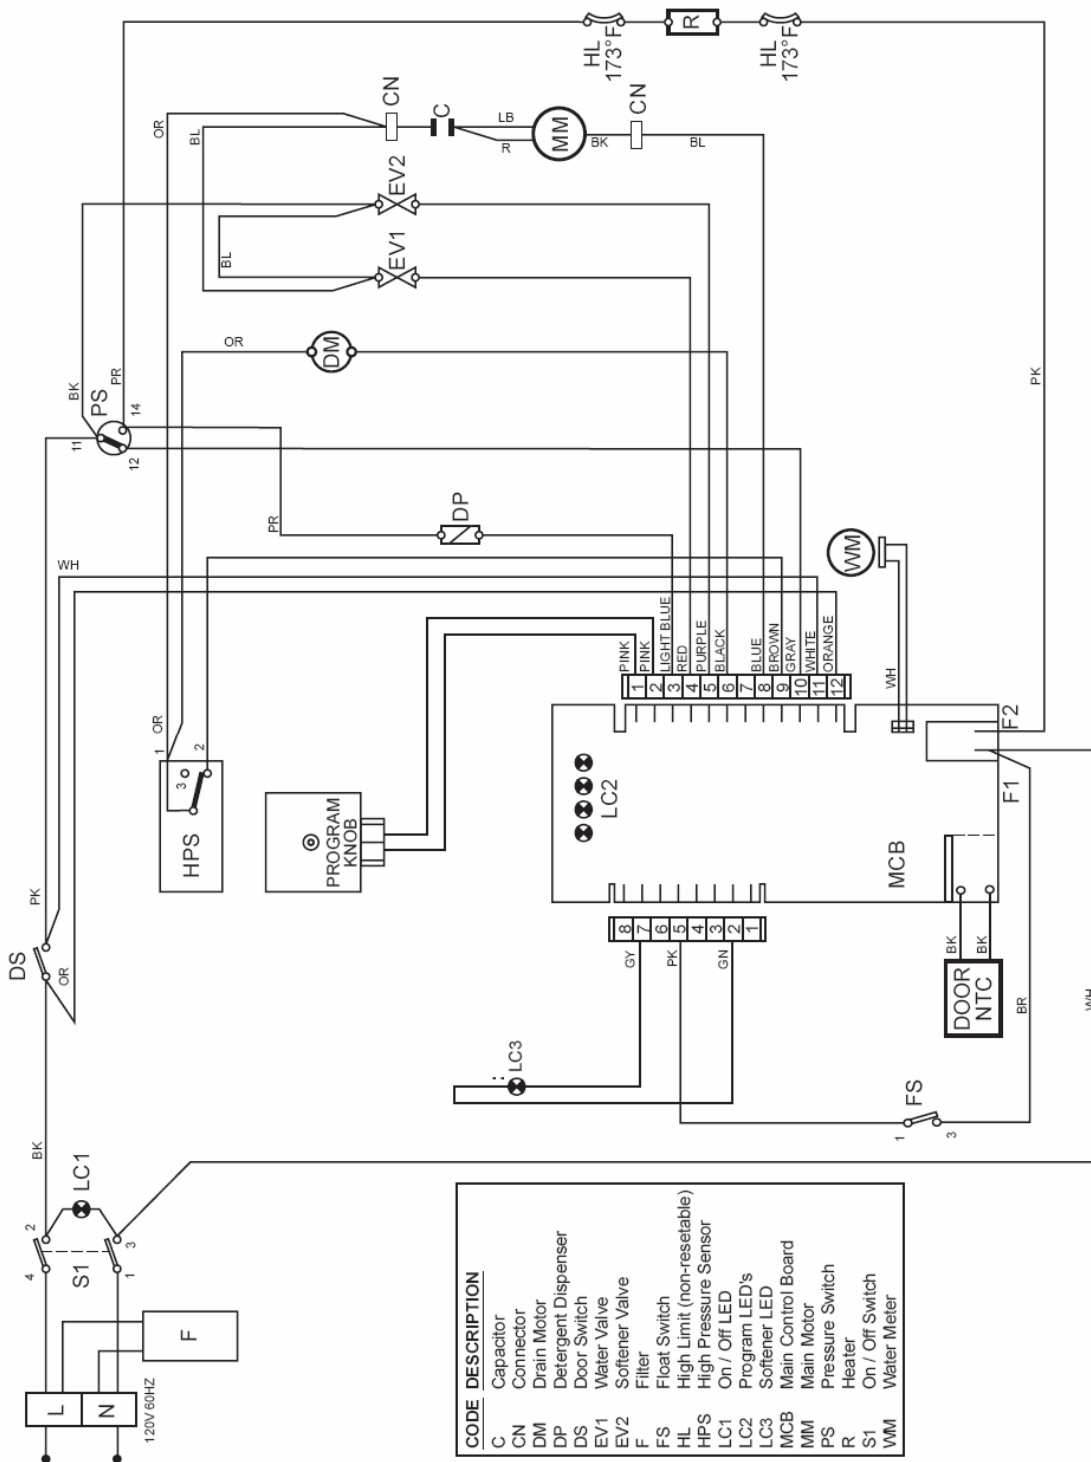 HL
173°F
R
HL
173°F
OR
BL
CN
C
LB
R
MM
BK
CN
BL
EV2
BL
EV1
OR
DM
BK
PS
PR
14
11
12
PK
PR
DP
WH
WM
PINK
PINK
LIGHT BLUE
RED
PURPLE
BLACK
BLUE
BROWN
GRAY
WHITE
ORANGE
1
2
3
4
5
6
7
8
9
10
11
12
WH
OR
1
2
3
HPS
PROGRAM
KNOB
LC2
MCB
F2
F1
PK
DS
OR
8
7
6
5
4
3
2
1
GY
PK
GN
BK
BK
DOOR
NTC
BR
WH
LC3
FS
1
3
BK
LC1
2
4
S1
3
1
L
N
F
120V 60HZ
CODE DESCRIPTION
C Capacitor
CN Connector
DM Drain Motor
DP Detergent Dispenser
DS Door Switch
EV1 Water Valve
EV2 Softener Valve
F Filter
FS Float Switch
HL High Limit (non-resetable)
HPS High Pressure Sensor
LC1 On / Off LED
LC2 Program LED's
LC3 Softener LED
MCB Main Control Board
MM Main Motor
PS Pressure Switch
R Heater
S1 On / Off Switch
WM Water Meter